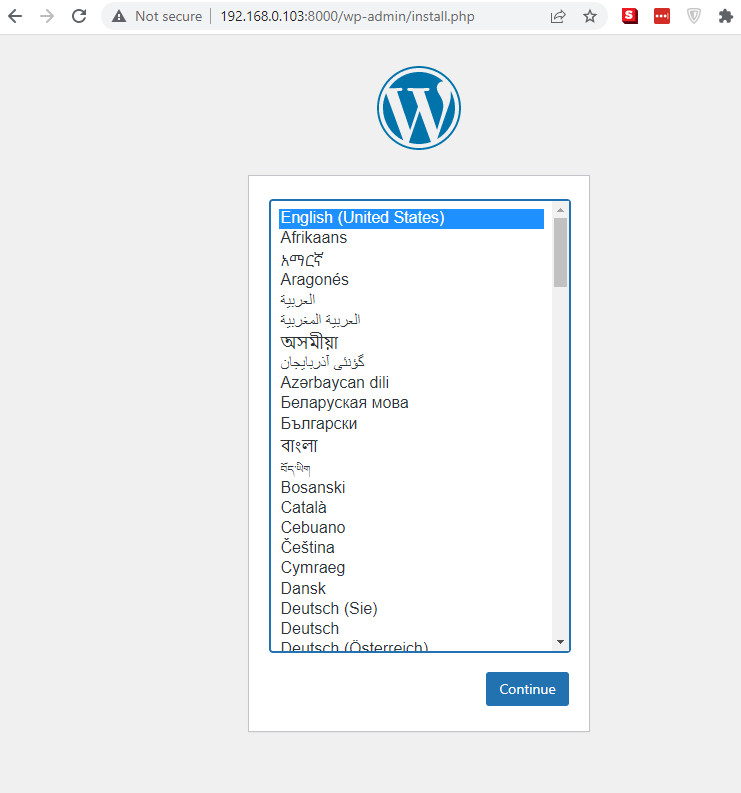 Not secure | 192.168.0.103:8000/wp-admin/install.php
English (United States)
Afrikaans
አማርኛ
Aragonés
العربية
العربية المغربية
অসমীয়া
گؤنئی آذربایجان
Azərbaycan dili
Беларуская мова
Български
বাংলা
བོད་ཡིག
Bosanski
Català
Cebuano
Čeština
Cymraeg
Dansk
Deutsch (Sie)
Deutsch
Deutsch (Österreich)
Continue